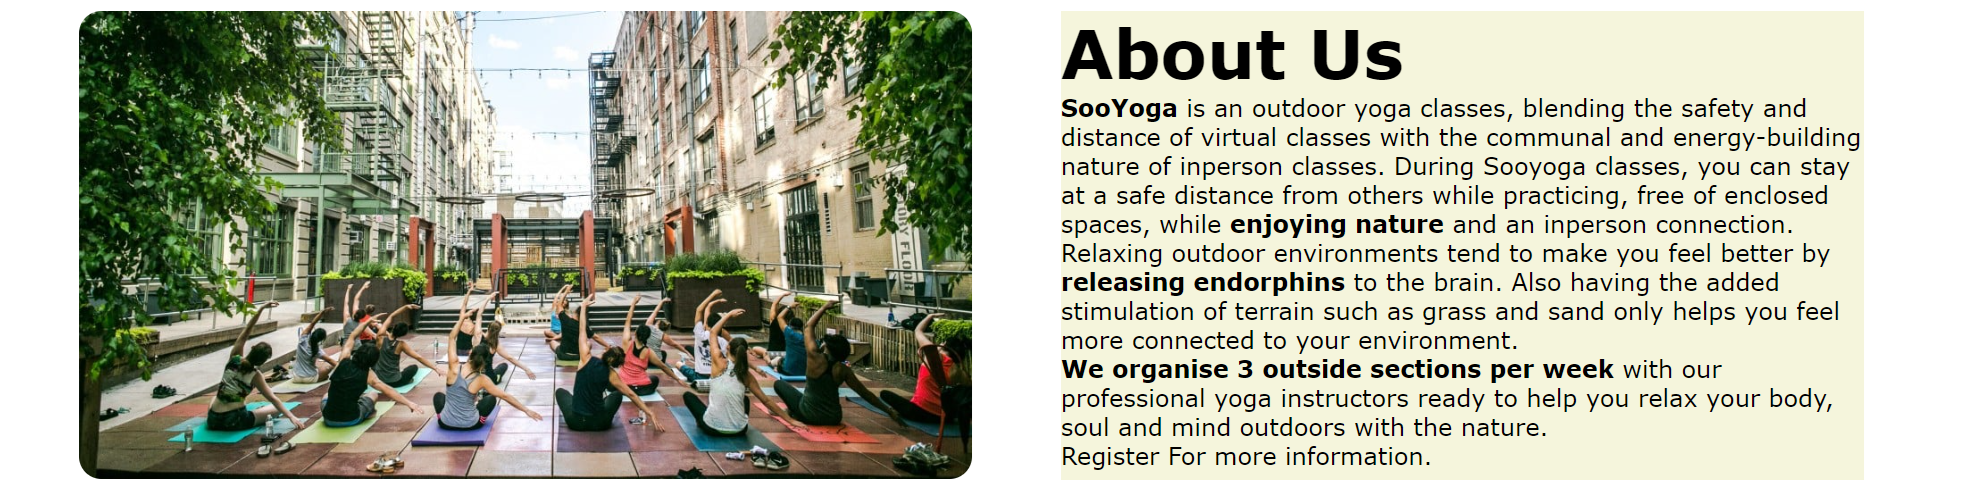 About Us
SooYoga is an outdoor yoga classes, blending the safety and
distance of virtual classes with the communal and energy-building
nature of inperson classes. During Sooyoga classes, you can stay
at a safe distance from others while practicing, free of enclosed
spaces, while enjoying nature and an inperson connection.
Relaxing outdoor environments tend to make you feel better by
releasing endorphins to the brain. Also having the added
stimulation of terrain such as grass and sand only helps you feel
more connected to your environment.
We organise 3 outside sections per week with our
professional yoga instructors ready to help you relax your body,
soul and mind outdoors with the nature.
Register For more information.